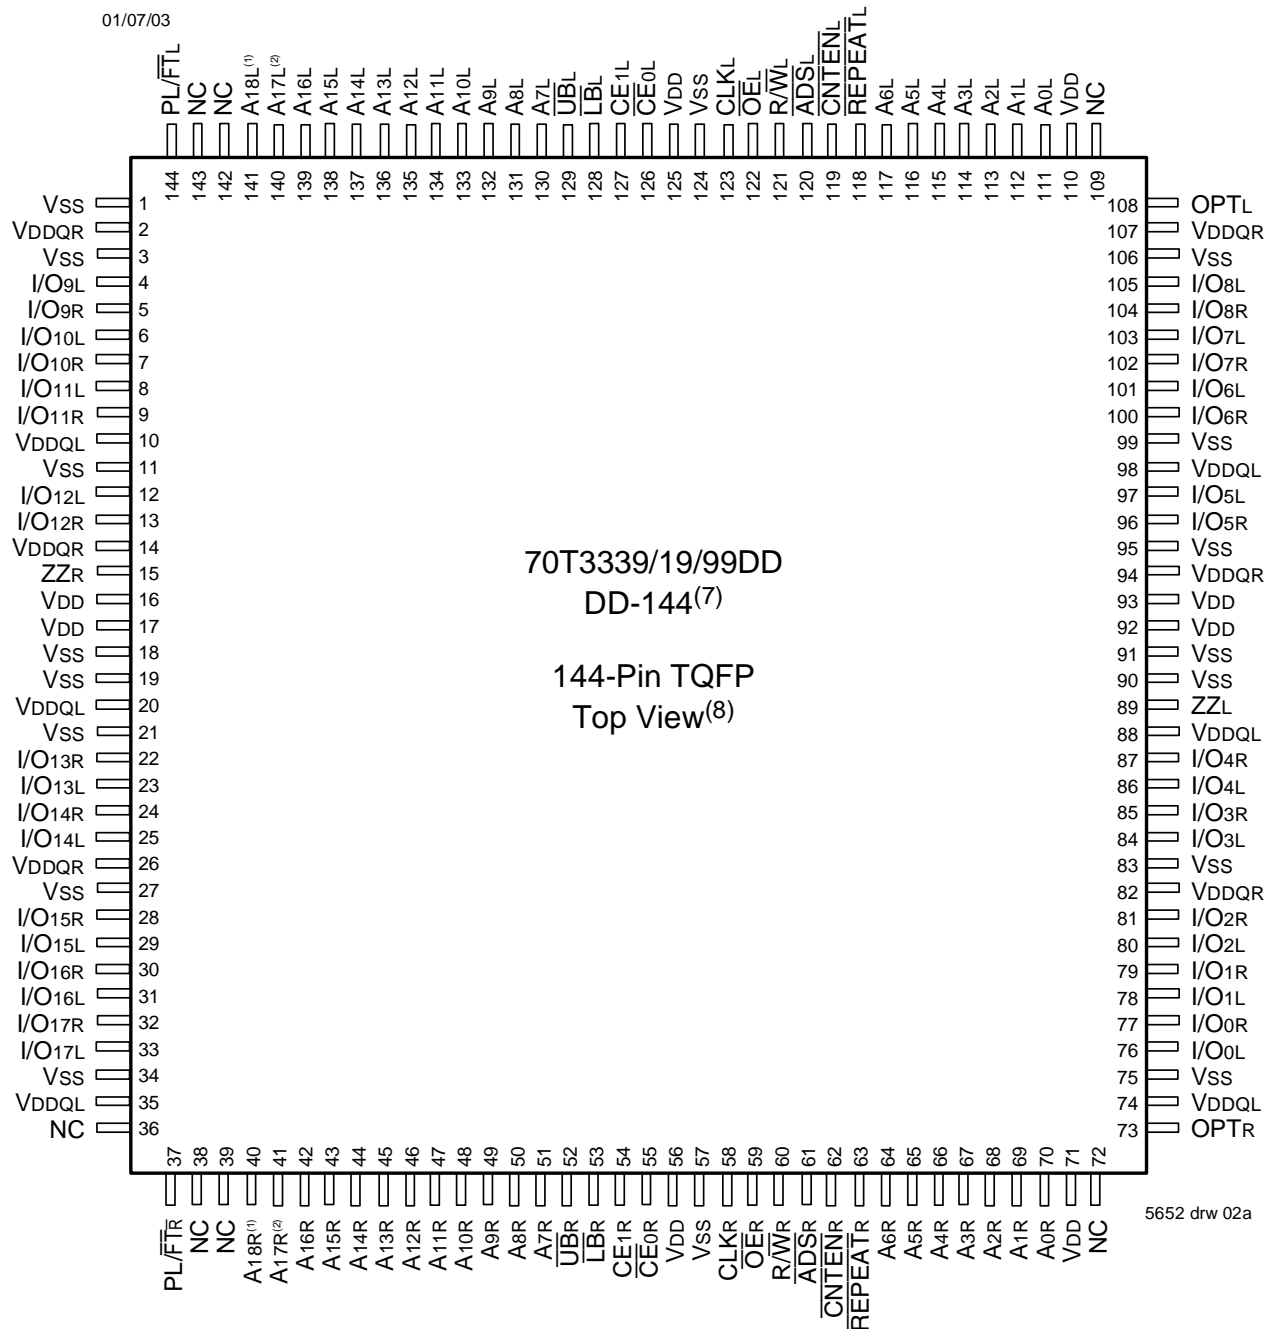 01/07/03
PL/FTL
NC
NC
A18L(1)
A17L(2)
A16L
A15L
A14L
A13L
A12L
A11L
A10L
A9L
A8L
A7L
UBL
LBL
CE1L
CE0L
VDD
VSS
CLKL
OEL
R/WL
ADSL
CNTENL
REPEATL
A6L
A5L
A4L
A3L
A2L
A1L
A0L
VDD
NC
144
143
142
141
140
139
138
137
136
135
134
133
132
131
130
129
128
127
126
125
124
123
122
121
120
119
118
117
116
115
114
113
112
111
110
109
VSS 1
VDDQR 2
VSS 3
I/O9L 4
I/O9R 5
I/O10L 6
I/O10R 7
I/O11L 8
I/O11R 9
VDDQL 10
VSS 11
I/O12L 12
I/O12R 13
VDDQR 14
ZZR 15
VDD 16
VDD 17
VSS 18
VSS 19
VDDQL 20
VSS 21
I/O13R 22
I/O13L 23
I/O14R 24
I/O14L 25
VDDQR 26
VSS 27
I/O15R 28
I/O15L 29
I/O16R 30
I/O16L 31
I/O17R 32
I/O17L 33
VSS 34
VDDQL 35
NC 36
70T3339/19/99DD
DD-144(7)
144-Pin TQFP
Top View(8)
108 OPTL
107 VDDQR
106 VSS
105 I/O8L
104 I/O8R
103 I/O7L
102 I/O7R
101 I/O6L
100 I/O6R
99 VSS
98 VDDQL
97 I/O5L
96 I/O5R
95 VSS
94 VDDQR
93 VDD
92 VDD
91 VSS
90 VSS
89 ZZL
88 VDDQL
87 I/O4R
86 I/O4L
85 I/O3R
84 I/O3L
83 VSS
82 VDDQR
81 I/O2R
80 I/O2L
79 I/O1R
78 I/O1L
77 I/O0R
76 I/O0L
75 VSS
74 VDDQL
73 OPTR
37
38
39
40
41
42
43
44
45
46
47
48
49
50
51
52
53
54
55
56
57
58
59
60
61
62
63
64
65
66
67
68
69
70
71
72
PL/FTR
NC
NC
A18R(1)
A17R(2)
A16R
A15R
A14R
A13R
A12R
A11R
A10R
A9R
A8R
A7R
UBR
LBR
CE1R
CE0R
VDD
VSS
CLKR
OER
R/WR
ADSR
CNTENR
REPEATR
A6R
A5R
A4R
A3R
A2R
A1R
A0R
VDD
NC
5652 drw 02a